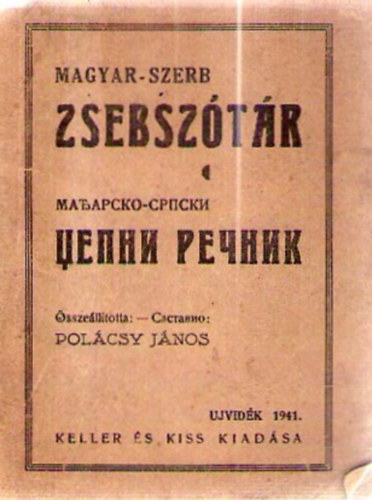 MAGYAR-SZERB
ZSEBSZÓTÁR
МАЂАРСКО-СРПСКИ
ЏЕПНИ РЕЧНИК
Összeállította: — Саставио:
POLÁCSY JÁNOS
UJVIDÉK 1941.
KELLER ÉS KISS KIADÁSA